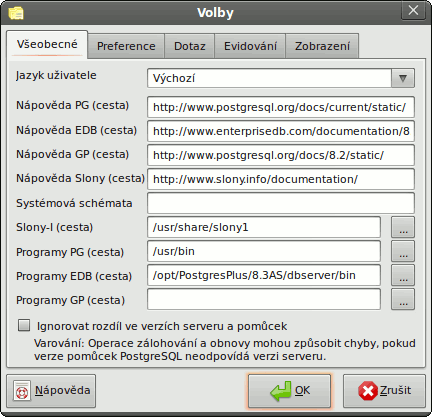 Volby
Všeobecné Preference Dotaz Evidování Zobrazení
Jazyk uživatele Výchozí
Nápověda PG (cesta) http://www.postgresql.org/docs/current/static/
Nápověda EDB (cesta) http://www.enterprisedb.com/documentation/8
Nápověda GP (cesta) http://www.postgresql.org/docs/8.2/static/
Nápověda Slony (cesta) http://www.slony.info/documentation/
Systémová schémata
Slony-I (cesta) /usr/share/slony1 ...
Programy PG (cesta) /usr/bin ...
Programy EDB (cesta) /opt/PostgresPlus/8.3AS/dbserver/bin ...
Programy GP (cesta) ...
Ignorovat rozdíl ve verzích serveru a pomůcek
Varování: Operace zálohování a obnovy mohou způsobit chyby, pokud
verze pomůcek PostgreSQL neodpovídá verzi serveru.
Nápověda OK Zrušit